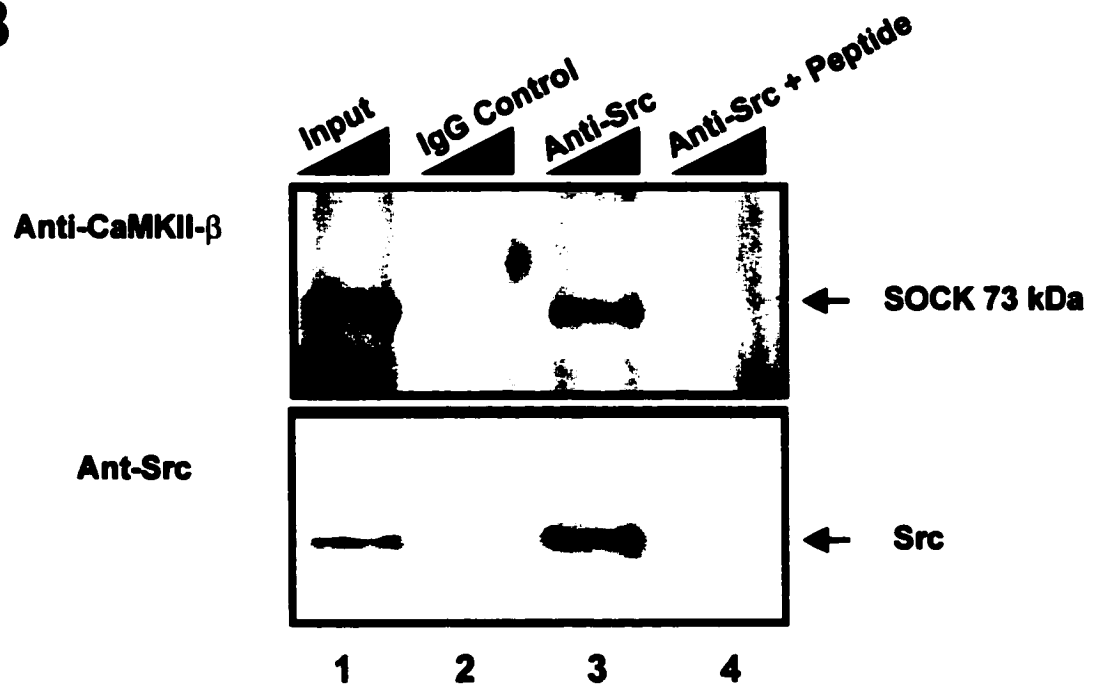 B
Input IgG Control Anti-Src Anti-Src + Peptide
Anti-CaMKII-β
SOCK 73 kDa
Ant-Src
Src
1 2 3 4